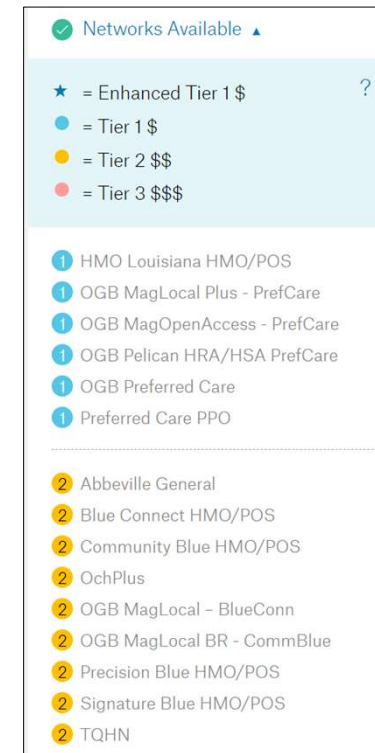 Networks Available ▲
★ = Enhanced Tier 1 $ ?
= Tier 1 $
= Tier 2 $$
= Tier 3 $$$
1 HMO Louisiana HMO/POS
1 OGB MagLocal Plus - PrefCare
1 OGB MagOpenAccess - PrefCare
1 OGB Pelican HRA/HSA PrefCare
1 OGB Preferred Care
1 Preferred Care PPO
2 Abbeville General
2 Blue Connect HMO/POS
2 Community Blue HMO/POS
2 OchPlus
2 OGB MagLocal – BlueConn
2 OGB MagLocal BR - CommBlue
2 Precision Blue HMO/POS
2 Signature Blue HMO/POS
2 TQHN